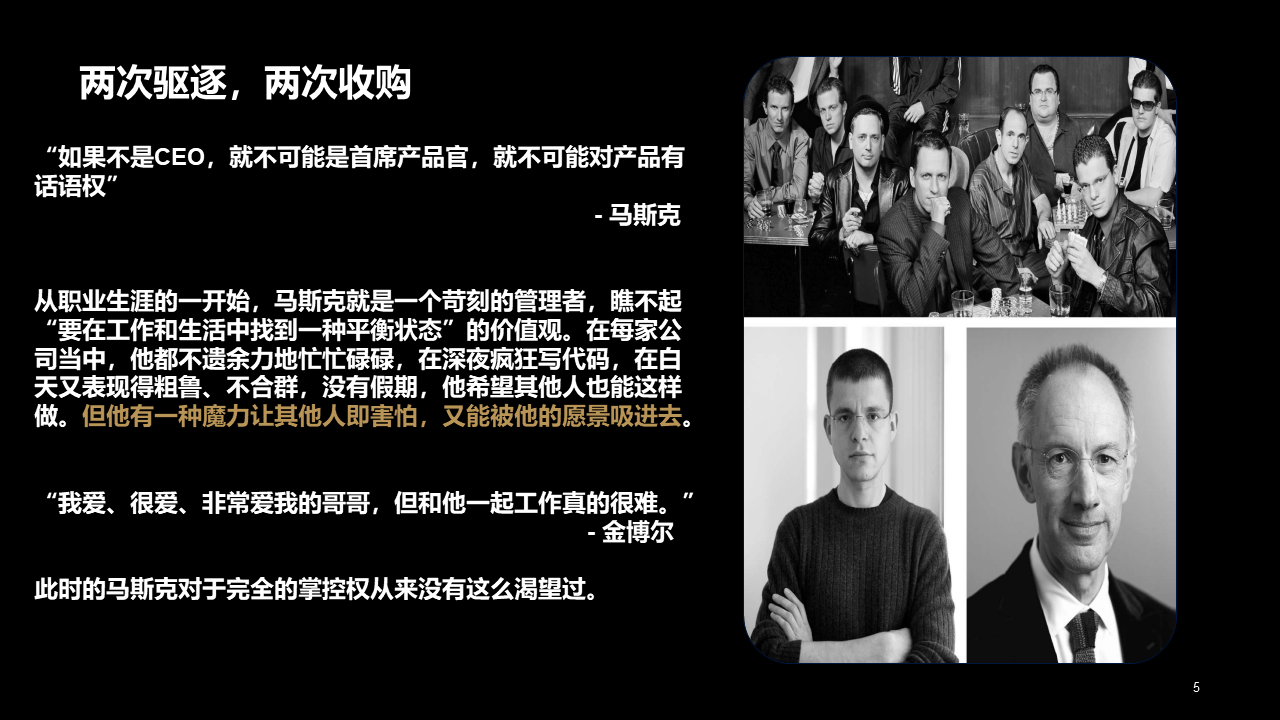 两次驱逐，两次收购
“如果不是CEO，就不可能是首席产品官，就不可能对产品有
话语权”
- 马斯克
从职业生涯的一开始，马斯克就是一个苛刻的管理者，瞧不起
“要在工作和生活中找到一种平衡状态”的价值观。在每家公
司当中，他都不遗余力地忙忙碌碌，在深夜疯狂写代码，在白
天又表现得粗鲁、不合群，没有假期，他希望其他人也能这样
做。但他有一种魔力让其他人即害怕，又能被他的愿景吸进去。
“我爱、很爱、非常爱我的哥哥，但和他一起工作真的很难。”
- 金博尔
此时的马斯克对于完全的掌控权从来没有这么渴望过。
5